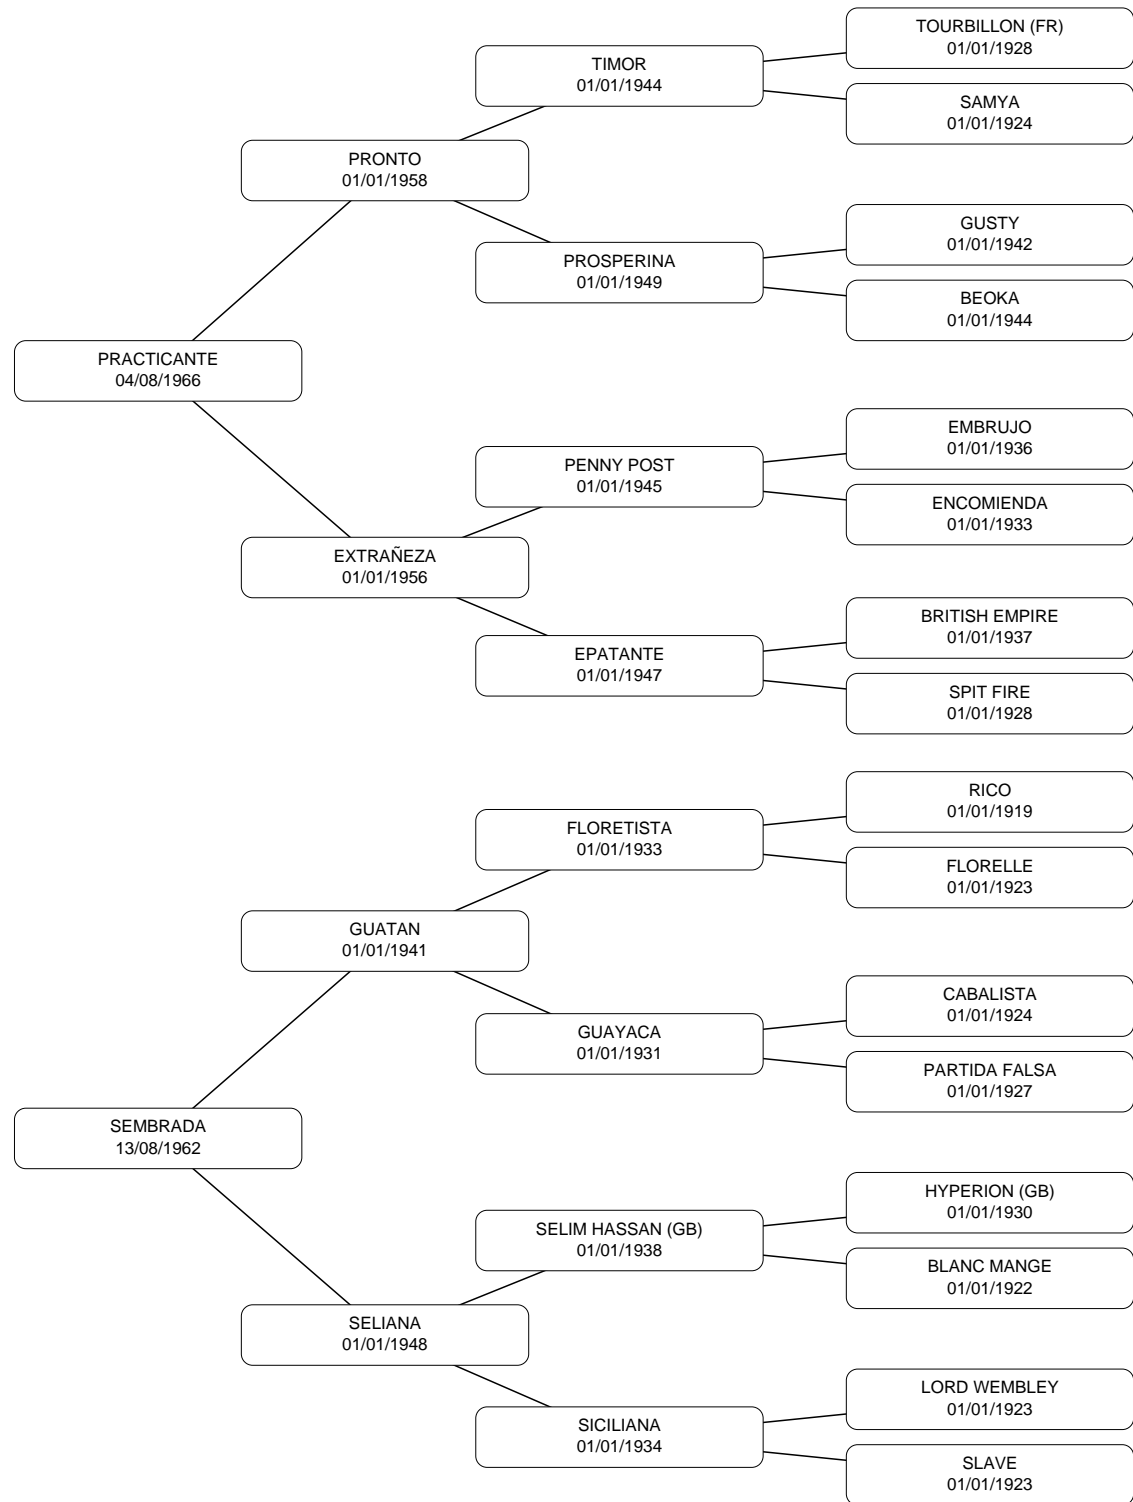 TOURBILLON (FR)
01/01/1928
TIMOR
01/01/1944
SAMYA
01/01/1924
PRONTO
01/01/1958
GUSTY
01/01/1942
PROSPERINA
01/01/1949
BEOKA
01/01/1944
PRACTICANTE
04/08/1966
EMBRUJO
01/01/1936
PENNY POST
01/01/1945
ENCOMIENDA
01/01/1933
EXTRAÑEZA
01/01/1956
BRITISH EMPIRE
01/01/1937
EPATANTE
01/01/1947
SPIT FIRE
01/01/1928
RICO
01/01/1919
FLORETISTA
01/01/1933
FLORELLE
01/01/1923
GUATAN
01/01/1941
CABALISTA
01/01/1924
GUAYACA
01/01/1931
PARTIDA FALSA
01/01/1927
SEMBRADA
13/08/1962
HYPERION (GB)
01/01/1930
SELIM HASSAN (GB)
01/01/1938
BLANC MANGE
01/01/1922
SELIANA
01/01/1948
LORD WEMBLEY
01/01/1923
SICILIANA
01/01/1934
SLAVE
01/01/1923